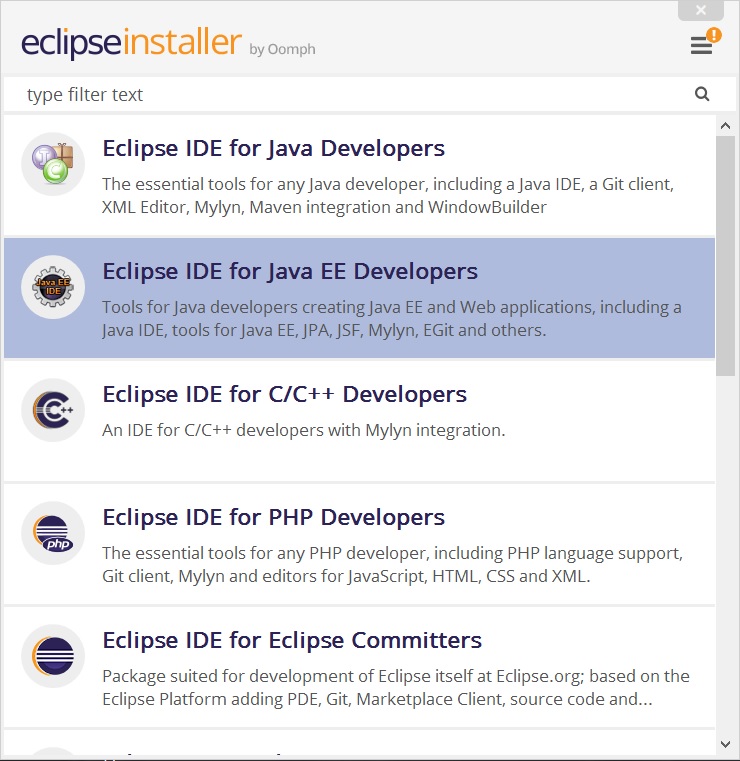 eclipseinstaller by Oomph
type filter text
Eclipse IDE for Java Developers
The essential tools for any Java developer, including a Java IDE, a Git client,
XML Editor, Mylyn, Maven integration and WindowBuilder
Java EE
IDE
Eclipse IDE for Java EE Developers
Tools for Java developers creating Java EE and Web applications, including a
Java IDE, tools for Java EE, JPA, JSF, Mylyn, EGit and others.
C++
Eclipse IDE for C/C++ Developers
An IDE for C/C++ developers with Mylyn integration.
php
Eclipse IDE for PHP Developers
The essential tools for any PHP developer, including PHP language support,
Git client, Mylyn and editors for JavaScript, HTML, CSS and XML.
Eclipse IDE for Eclipse Committers
Package suited for development of Eclipse itself at Eclipse.org; based on the
Eclipse Platform adding PDE, Git, Marketplace Client, source code and...